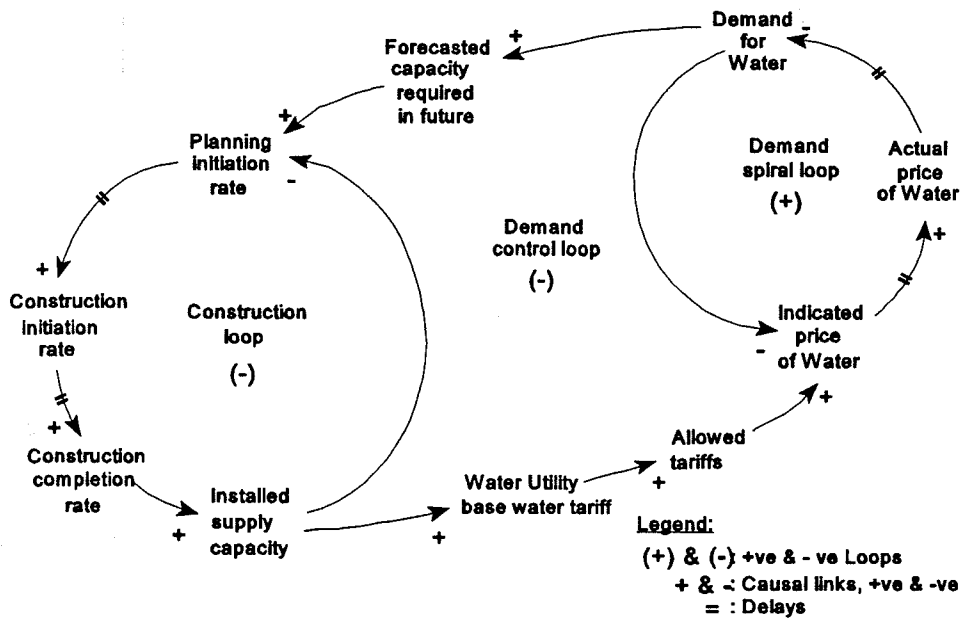 Demand
for
Water
-
+
Forecasted
capacity
required
in future
+
Planning
initiation
rate
-
Demand
spiral loop
(+)
Actual
price
of Water
+
Demand
control loop
(-)
+
Construction
initiation
rate
Construction
loop
(-)
Indicated
price
of Water
-
+
+
Construction
completion
rate
+
Installed
supply
capacity
Allowed
tariffs
+
Water Utility
base water tariff
+
Legend:
(+) & (-): +ve & - ve Loops
+ & -: Causal links, +ve & -ve
= : Delays